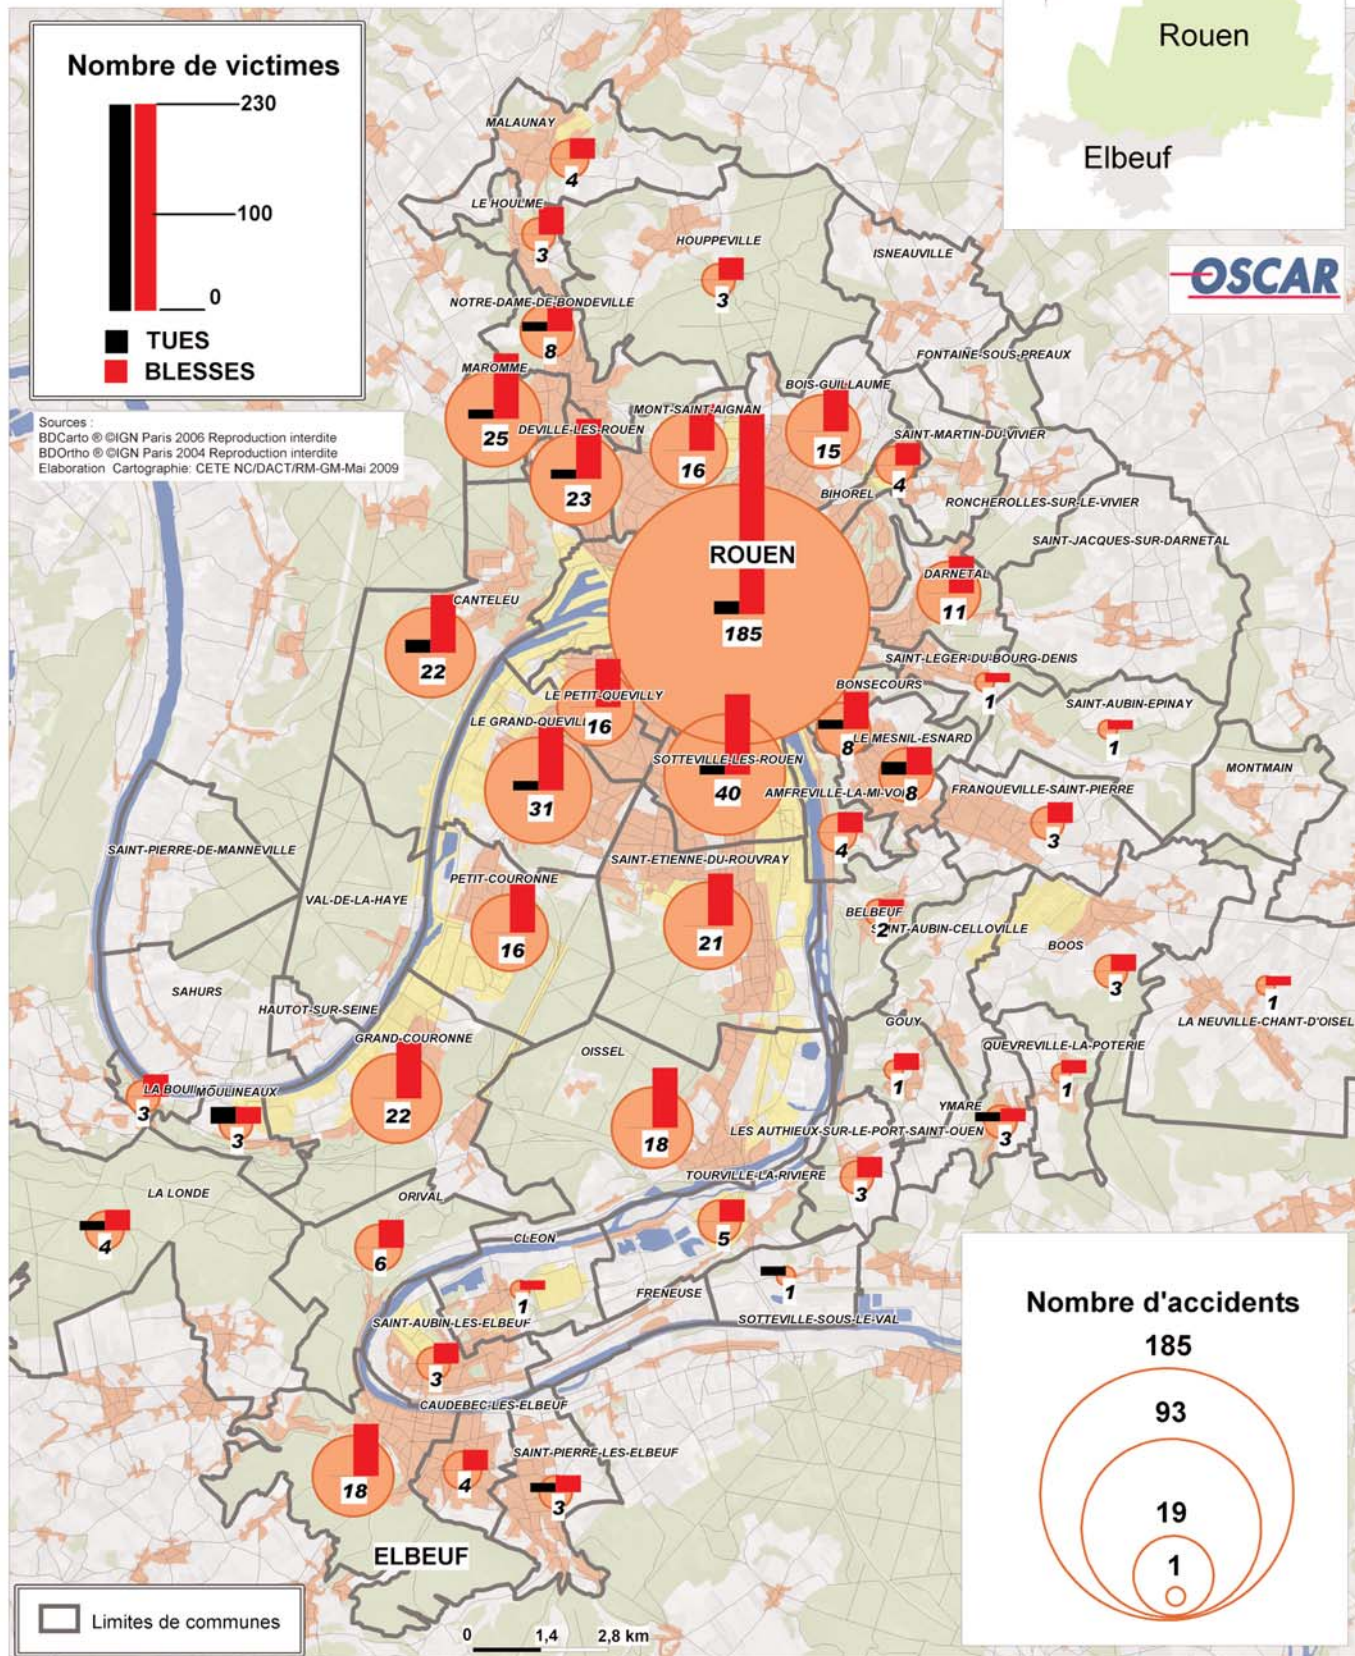 Nombre de victimes
230
100
0
TUES
BLESSES
Sources :
BDCarto ® ©IGN Paris 2006 Reproduction interdite
BDOrtho ® ©IGN Paris 2004 Reproduction interdite
Elaboration Cartographie: CETE NC/DACT/RM-GM-Mai 2009
Rouen
Elbeuf
OSCAR
MALAUNAY
4
LE HOULME
3
HOUPPEVILLE
3
ISNEAUVILLE
NOTRE-DAME-DE-BONDEVILLE
8
FONTAINE-SOUS-PREAUX
MAROMME
25
BOIS-GUILLAUME
15
MONT-SAINT-AIGNAN
16
DEVILLE-LES-ROUEN
23
SAINT-MARTIN-DU-VIVIER
4
BIHOREL
RONCHEROLLES-SUR-LE-VIVIER
SAINT-JACQUES-SUR-DARNETAL
ROUEN
185
DARNETAL
11
CANTELEU
22
SAINT-LEGER-DU-BOURG-DENIS
1
BONSECOURS
8
LE PETIT-QUEVILLY
16
SAINT-AUBIN-EPINAY
1
LE GRAND-QUEVILL
31
LE MESNIL-ESNARD
8
SOTTEVILLE-LES-ROUEN
40
MONTMAIN
AMFREVILLE-LA-MI-VO
4
FRANQUEVILLE-SAINT-PIERRE
3
SAINT-PIERRE-DE-MANNEVILLE
SAINT-ETIENNE-DU-ROUVRAY
21
PETIT-COURONNE
16
VAL-DE-LA-HAYE
BELBEUF
2
SAINT-AUBIN-CELLOVILLE
BOOS
3
SAHURS
HAUTOT-SUR-SEINE
1
LA NEUVILLE-CHANT-D'OISEL
GOUY
1
GRAND-COURONNE
22
OISSEL
18
QUEVREVILLE-LA-POTERIE
1
LA BOUI
3
MOULINEAUX
3
YMARE
3
LES AUTHIEUX-SUR-LE-PORT-SAINT-OUEN
3
TOURVILLE-LA-RIVIERE
5
LA LONDE
4
ORIVAL
6
CLEON
1
FRENEUSE
1
SOTTEVILLE-SOUS-LE-VAL
SAINT-AUBIN-LES-ELBEUF
3
CAUDEBEC-LES-ELBEUF
4
SAINT-PIERRE-LES-ELBEUF
3
18
ELBEUF
Nombre d'accidents
185
93
19
1
Limites de communes
0
1,4
2,8 km